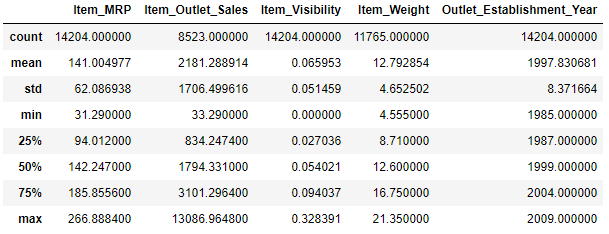 Item_MRP Item_Outlet_Sales Item_Visibility Item_Weight Outlet_Establishment_Year
count 14204.000000 8523.000000 14204.000000 11765.000000 14204.000000
mean 141.004977 2181.288914 0.065953 12.792854 1997.830681
std 62.086938 1706.499616 0.051459 4.652502 8.371664
min 31.290000 33.290000 0.000000 4.555000 1985.000000
25% 94.012000 834.247400 0.027036 8.710000 1987.000000
50% 142.247000 1794.331000 0.054021 12.600000 1999.000000
75% 185.855600 3101.296400 0.094037 16.750000 2004.000000
max 266.888400 13086.964800 0.328391 21.350000 2009.000000